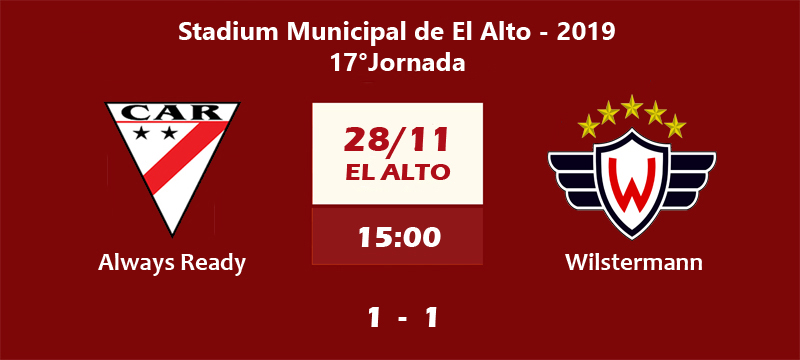 Stadium Municipal de El Alto - 2019
17°Jornada
CAR
28/11
EL ALTO
W
15:00
Always Ready
Wilstermann
1 - 1